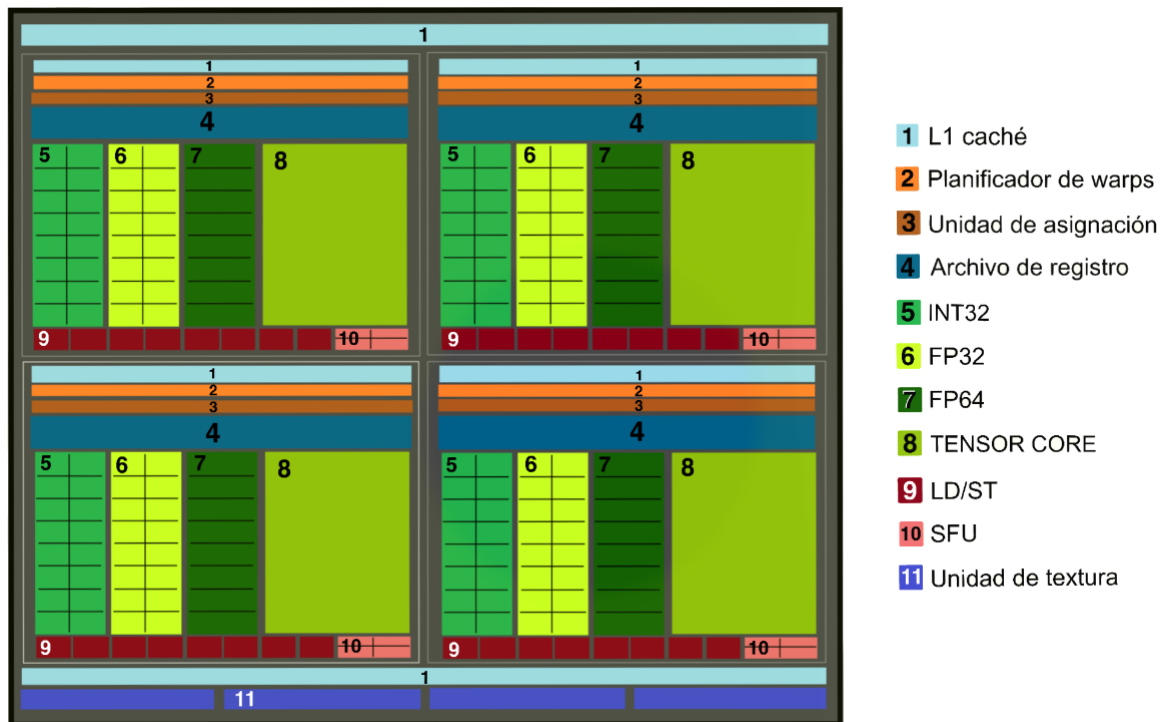 1
1 1
2 2
3 3
4 4
5 6 7 8 5 6 7 8
9 10 9 10
1 1
2 2
3 3
4 4
5 6 7 8 5 6 7 8
9 10 9 10
1
11
1 L1 caché
2 Planificador de warps
3 Unidad de asignación
4 Archivo de registro
5 INT32
6 FP32
7 FP64
8 TENSOR CORE
9 LD/ST
10 SFU
11 Unidad de textura